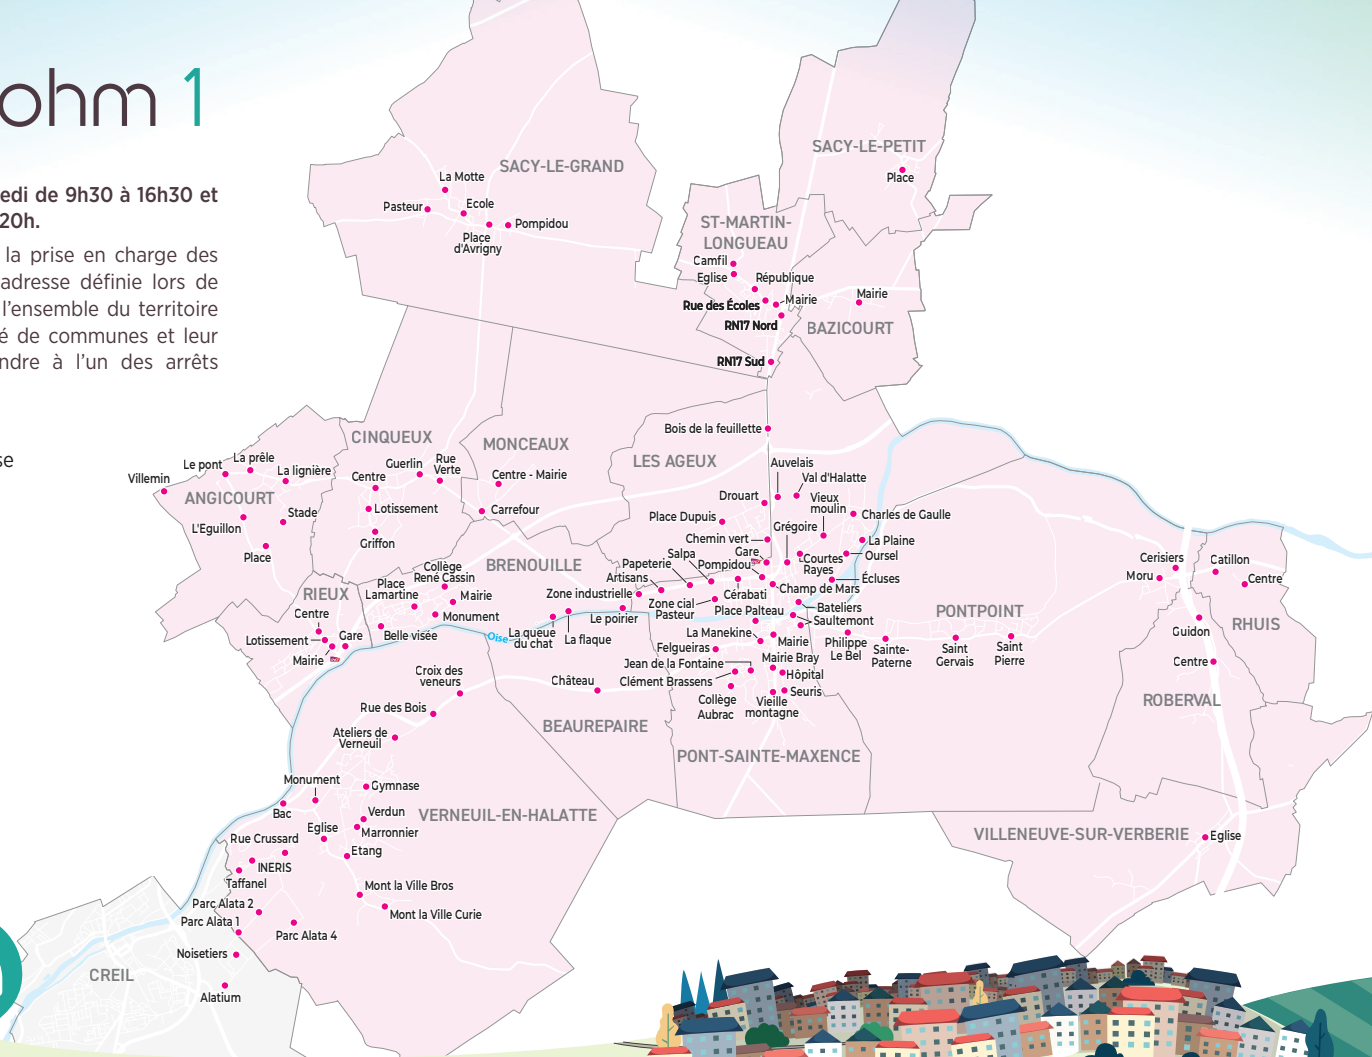 ohm 1
edi de 9h30 à 16h30 et
20h.
la prise en charge des
adresse définie lors de
l'ensemble du territoire
é de communes et leur
ndre à l'un des arrêts
se
SACY-LE-GRAND
La Motte
Pasteur
Ecole
Place
d'Avrigny
Pompidou
SACY-LE-PETIT
Place
ST-MARTIN-
LONGUEAU
Camfil
Eglise
République
Rue des Écoles
Mairie
RN17 Nord
RN17 Sud
Mairie
BAZICOURT
CINQUEUX
Guerlin
Rue
Verte
Centre
Lotissement
Griffon
MONCEAUX
Centre - Mairie
Carrefour
LES AGEUX
Bois de la feuillette
Drouart
Auvelais
Val d'Halatte
Place Dupuis
Vieux
moulin
Charles de Gaulle
Grégoire
Chemin vert
La Plaine
Gare
Courtes
Rayes
Oursel
Salpa
Pompidou
Papeterie
Écluses
Artisans
Champ de Mars
Cérabati
Zone industrielle
Zone cial
Pasteur
Le poirier
Place Palteau
Bateliers
Saultemont
La Manekine
Mairie
Felgueiras
Mairie Bray
Jean de la Fontaine
Hôpital
Clément Brassens
Seuris
Collège
Aubrac
Vieille
montagne
PONT-SAINTE-MAXENCE
Villemin
Le pont
La prêle
La lignière
ANGICOURT
L'Eguillon
Stade
Place
RIEUX
Centre
Lotissement
Gare
Mairie
BRENOUILLE
Collège
René Cassin
Place
Lamartine
Mairie
Monument
Belle visée
Oise
La queue
du chat
La flaque
PONTPOINT
Philippe
Le Bel
Sainte-
Paterne
Saint
Gervais
Saint
Pierre
Cerisiers
Moru
Catillon
Centre
RHUIS
Guidon
Centre
ROBERVAL
Croix des
veneurs
Rue des Bois
Château
BEAUREPAIRE
Ateliers de
Verneuil
Monument
Gymnase
Bac
Verdun
VERNEUIL-EN-HALATTE
Eglise
Marronnier
Rue Crussard
Etang
INERIS
Taffanel
Mont la Ville Bros
Parc Alata 2
Mont la Ville Curie
Parc Alata 1
Parc Alata 4
Noisetiers
CREIL
Alatium
VILLENEUVE-SUR-VERBERIE
Eglise